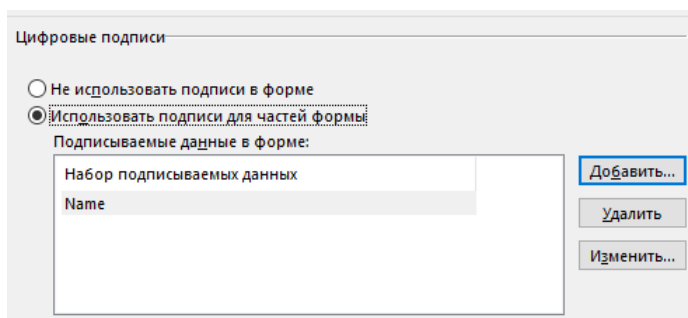 Цифровые подписи
Не использовать подписи в форме
Использовать подписи для частей формы
Подписываемые данные в форме:
Набор подписываемых данных
Добавить...
Name
Удалить
Изменить...